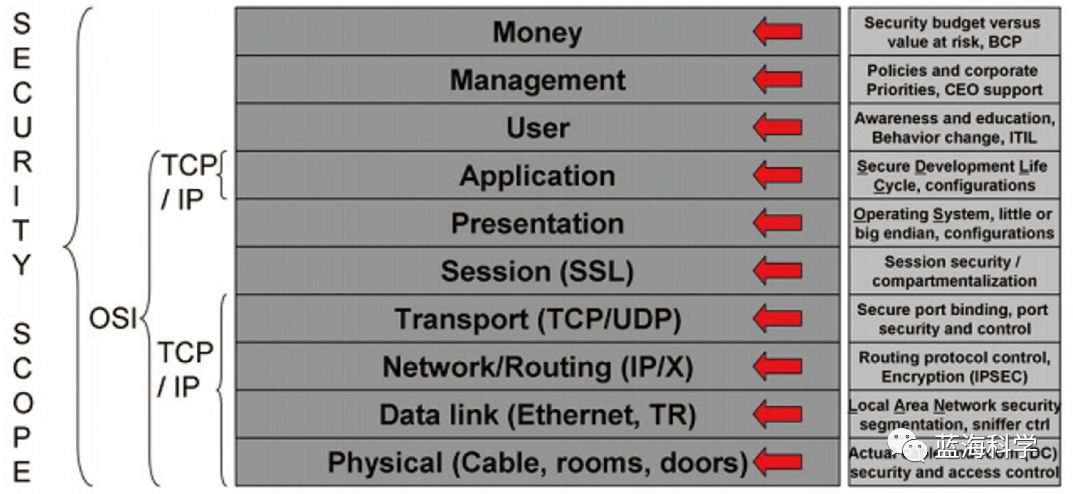 SECURITY SCOPE
OSI
TCP
/ IP
TCP
/ IP
Money
Security budget versus
value at risk, BCP
Management
Policies and corporate
Priorities, CEO support
User
Awareness and education,
Behavior change, ITIL
Application
Secure Development Life
Cycle, configurations
Presentation
Operating System, little or
big endian, configurations
Session (SSL)
Session security /
compartmentalization
Transport (TCP/UDP)
Secure port binding, port
security and control
Network/Routing (IP/X)
Routing protocol control,
Encryption (IPSEC)
Data link (Ethernet, TR)
Local Area Network security
segmentation, sniffer ctrl
Physical (Cable, rooms, doors)
Actual (DC)
security and access control
蓝海科学